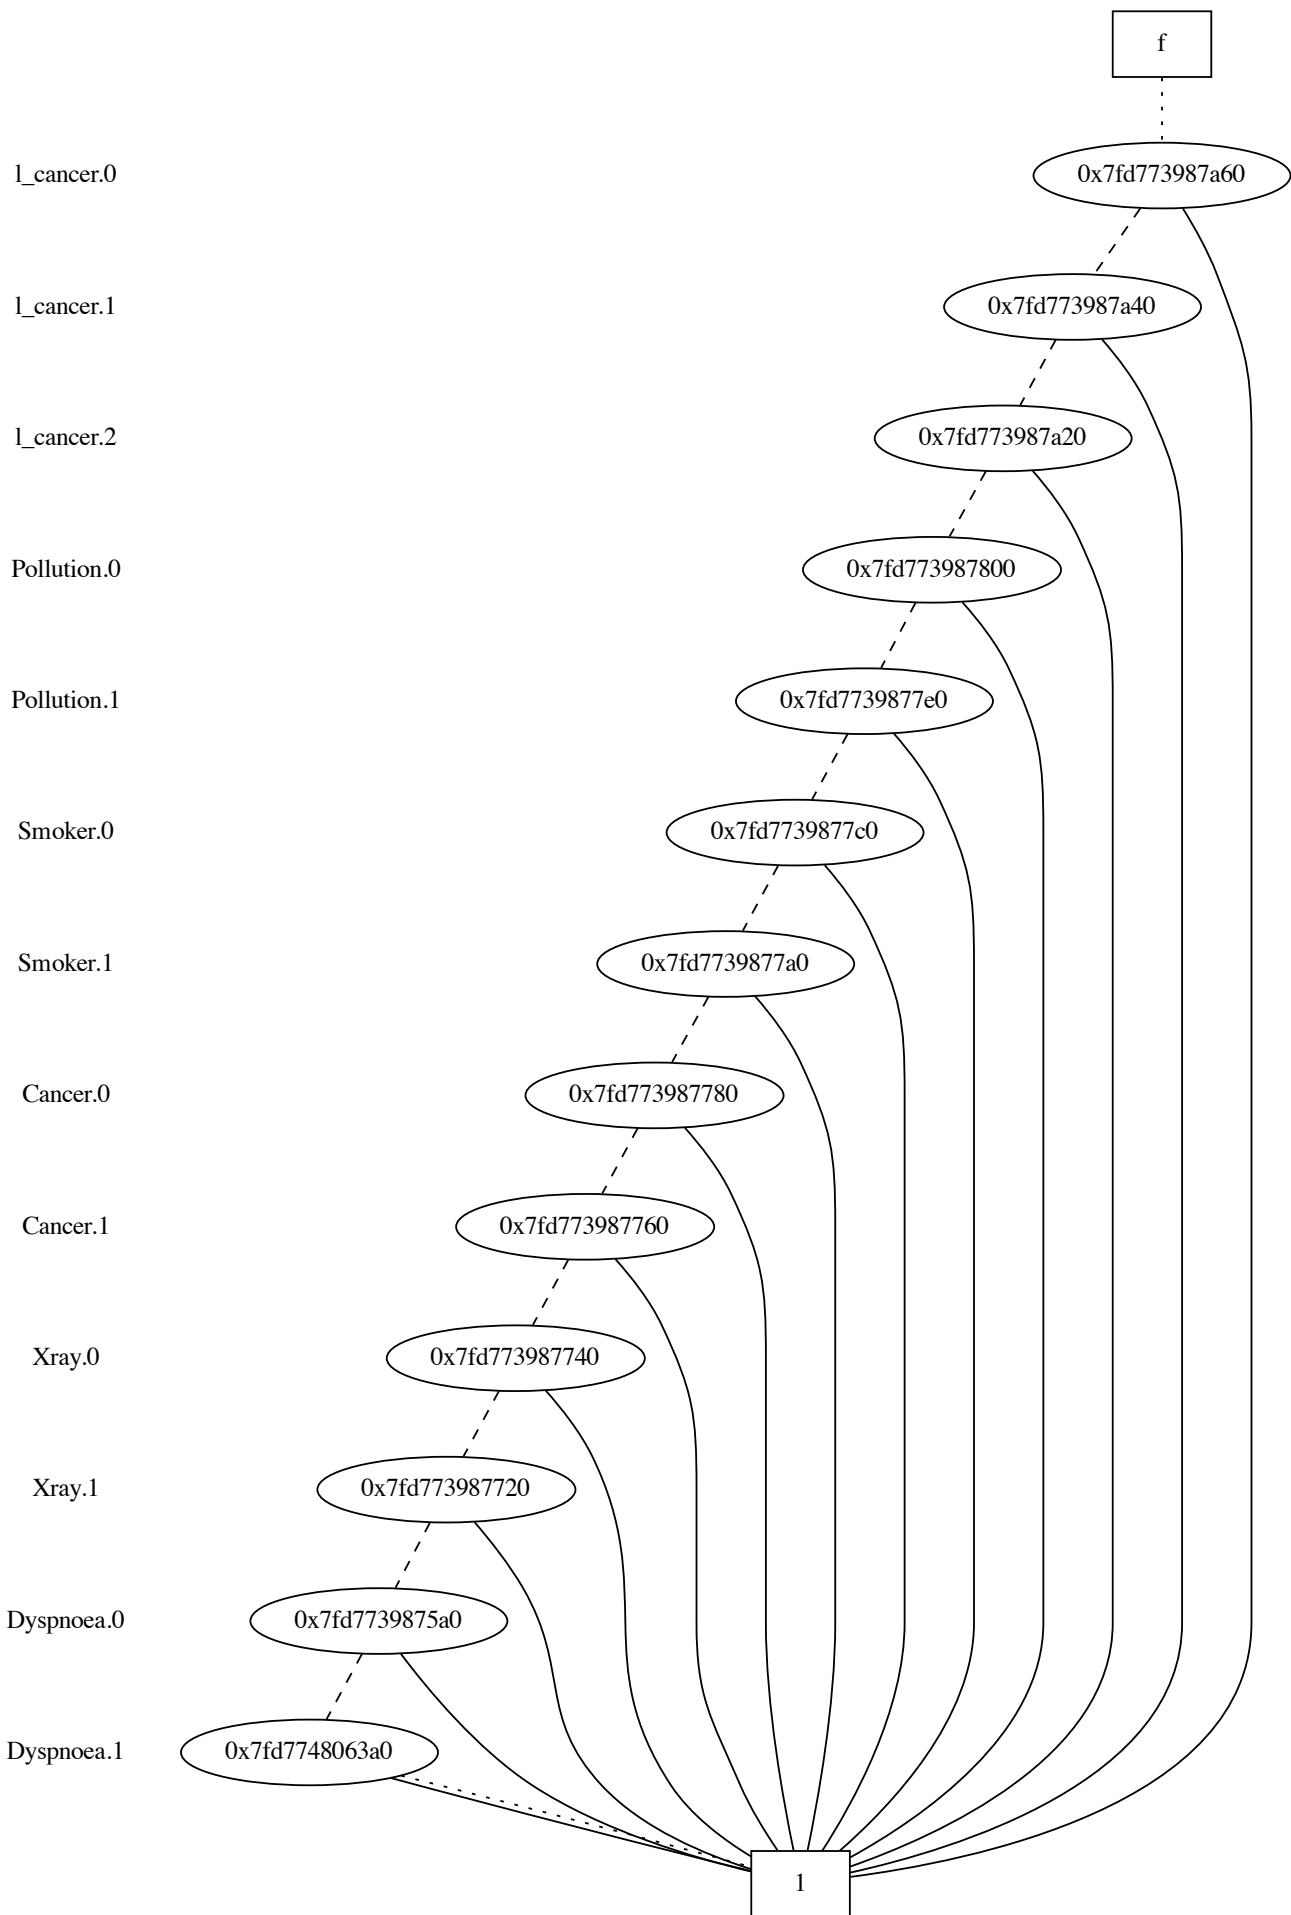 f
l_cancer.0 0x7fd773987a60
l_cancer.1 0x7fd773987a40
l_cancer.2 0x7fd773987a20
Pollution.0 0x7fd773987800
Pollution.1 0x7fd7739877e0
Smoker.0 0x7fd7739877c0
Smoker.1 0x7fd7739877a0
Cancer.0 0x7fd773987780
Cancer.1 0x7fd773987760
Xray.0 0x7fd773987740
Xray.1 0x7fd773987720
Dyspnoea.0 0x7fd7739875a0
Dyspnoea.1 0x7fd7748063a0
1